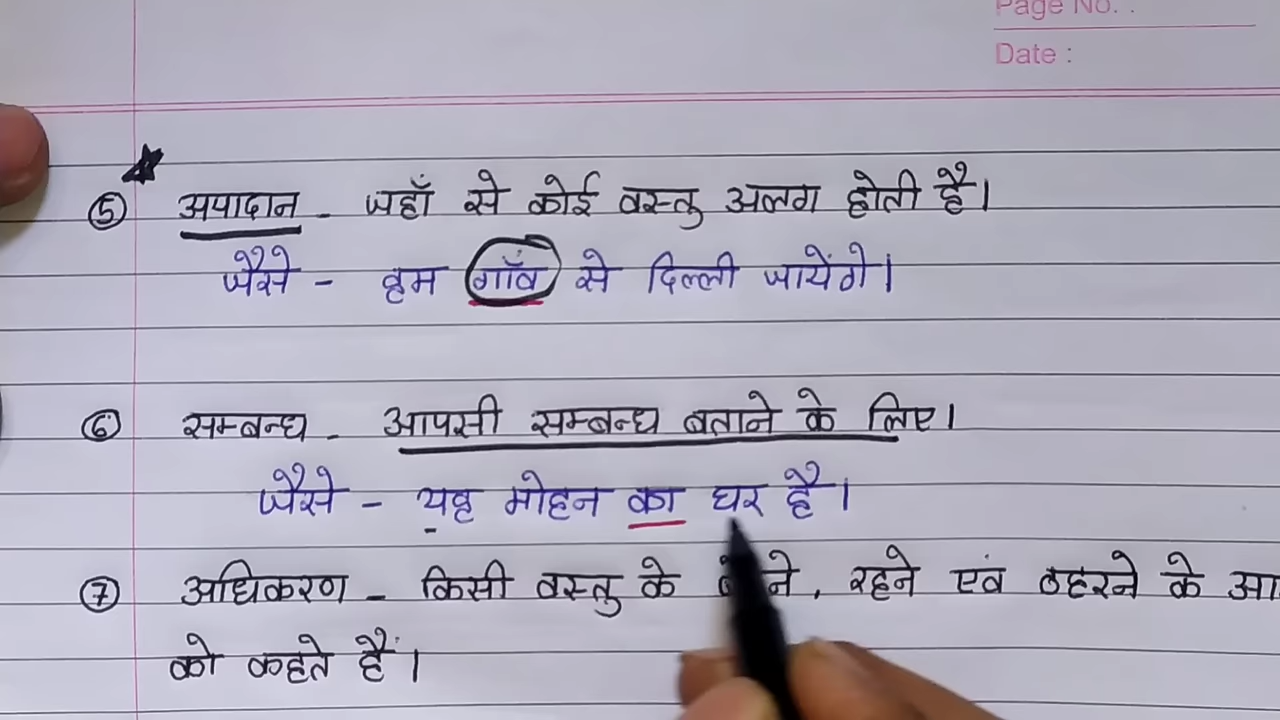 Page No. :
Date :
⑤ अपादान - जहाँ से कोई वस्तु अलग होती है।
जैसे - हम गाँव से दिल्ली जायेंगे।
⑥ सम्बन्ध - आपसी सम्बन्ध बताने के लिए।
जैसे - यह मोहन का घर है।
⑦ अधिकरण - किसी वस्तु के , रहने एवं ठहरने के
को कहते हैं।